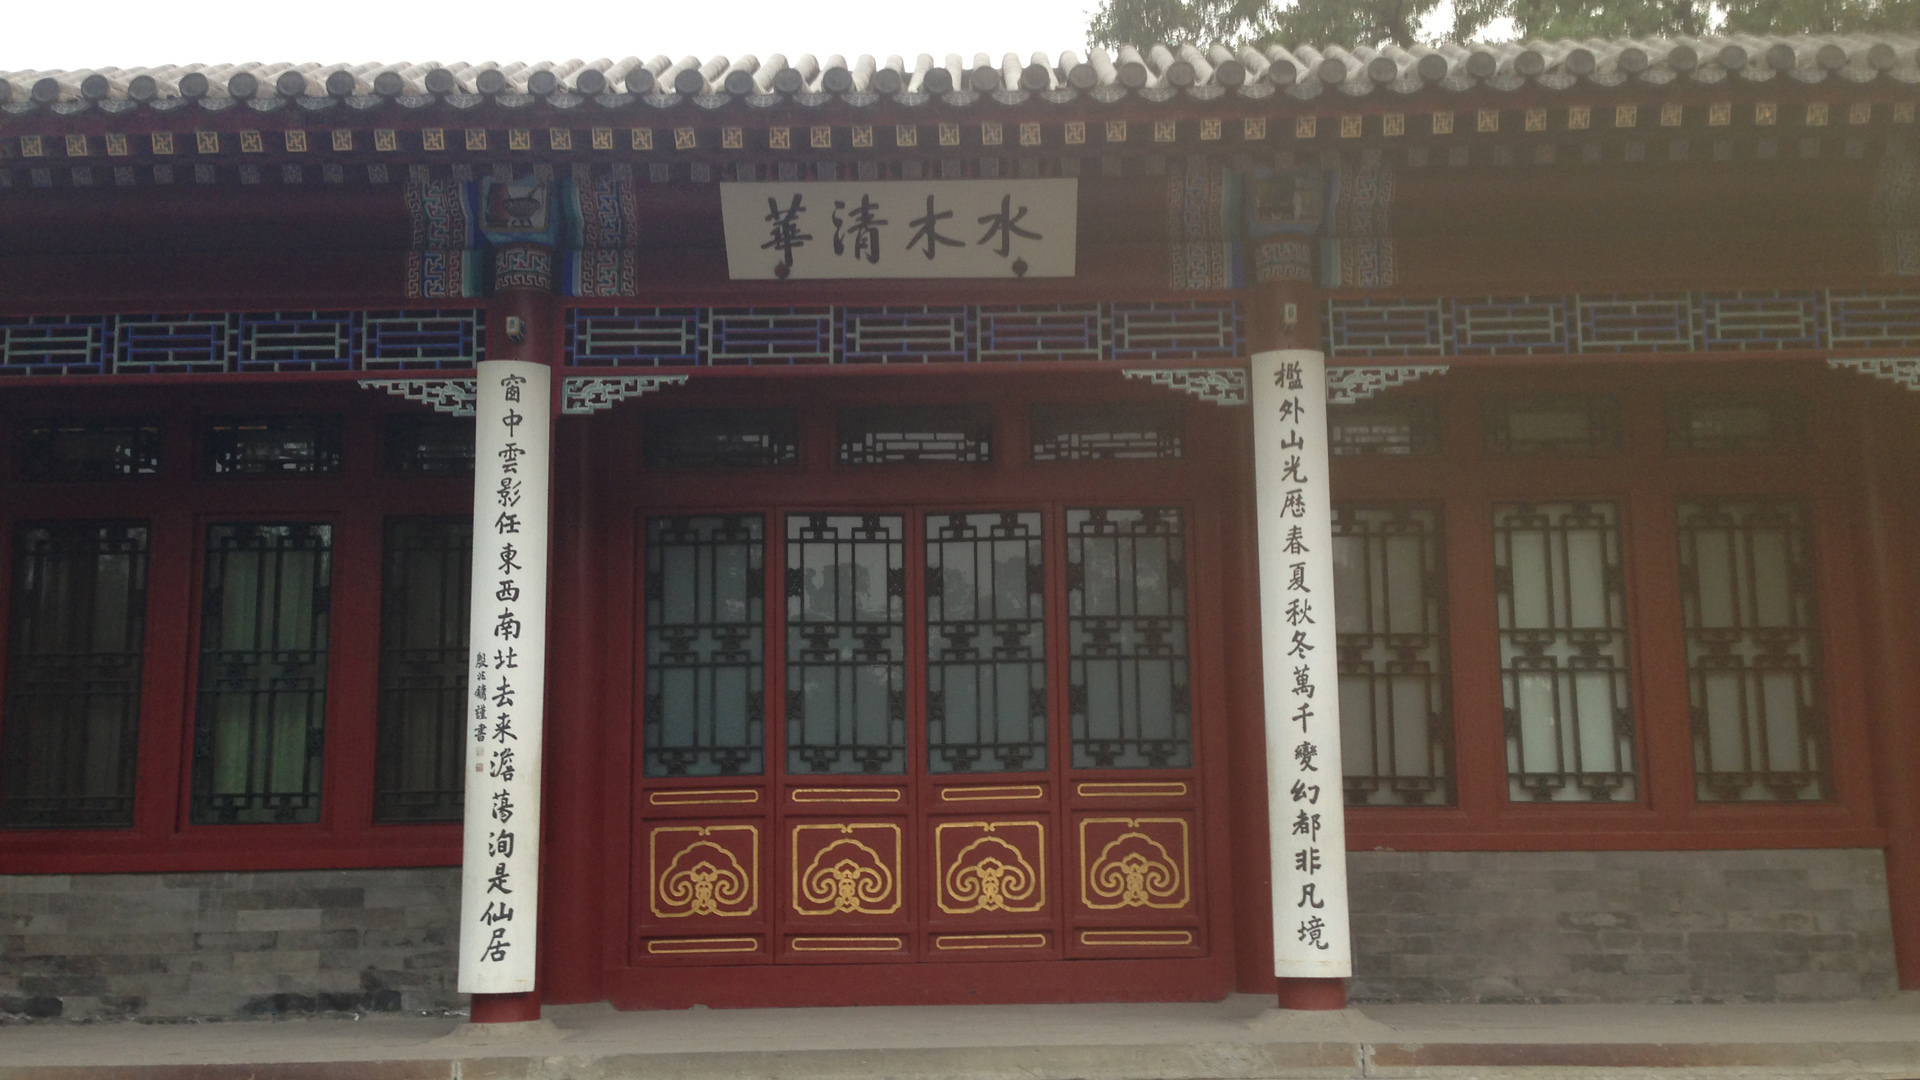 水木清華
檻外山光歷春夏秋冬萬千變幻都非凡境
窗中雲影任東西南北去來澹蕩洵是仙居
殷兆鏞謹書